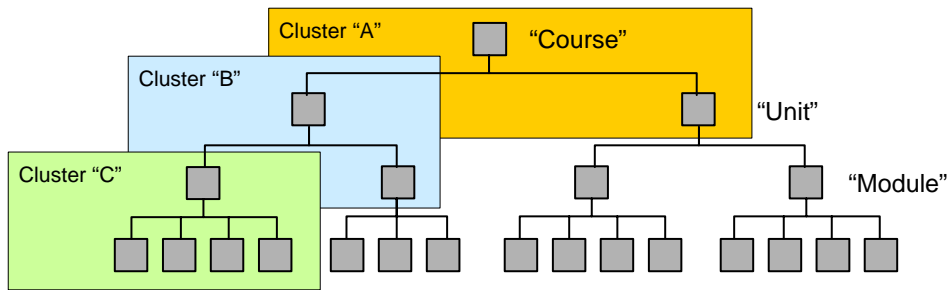 Cluster “A”
“Course”
Cluster “B”
“Unit”
Cluster “C”
“Module”